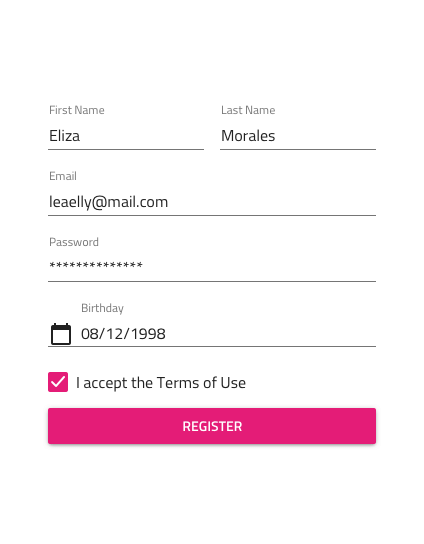 First Name Last Name
Eliza Morales
Email
leaelly@mail.com
Password
**************
Birthday
08/12/1998
I accept the Terms of Use
REGISTER